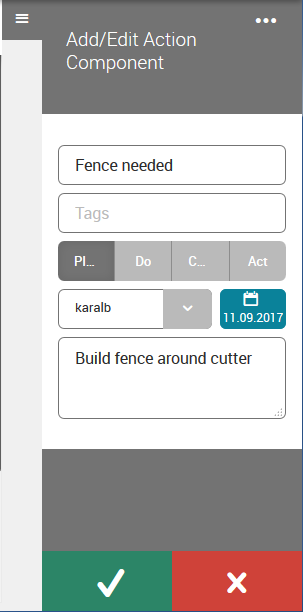 Add/Edit Action
Component
Fence needed
Tags
Pl... Do C... Act
karalb
11.09.2017
Build fence around cutter